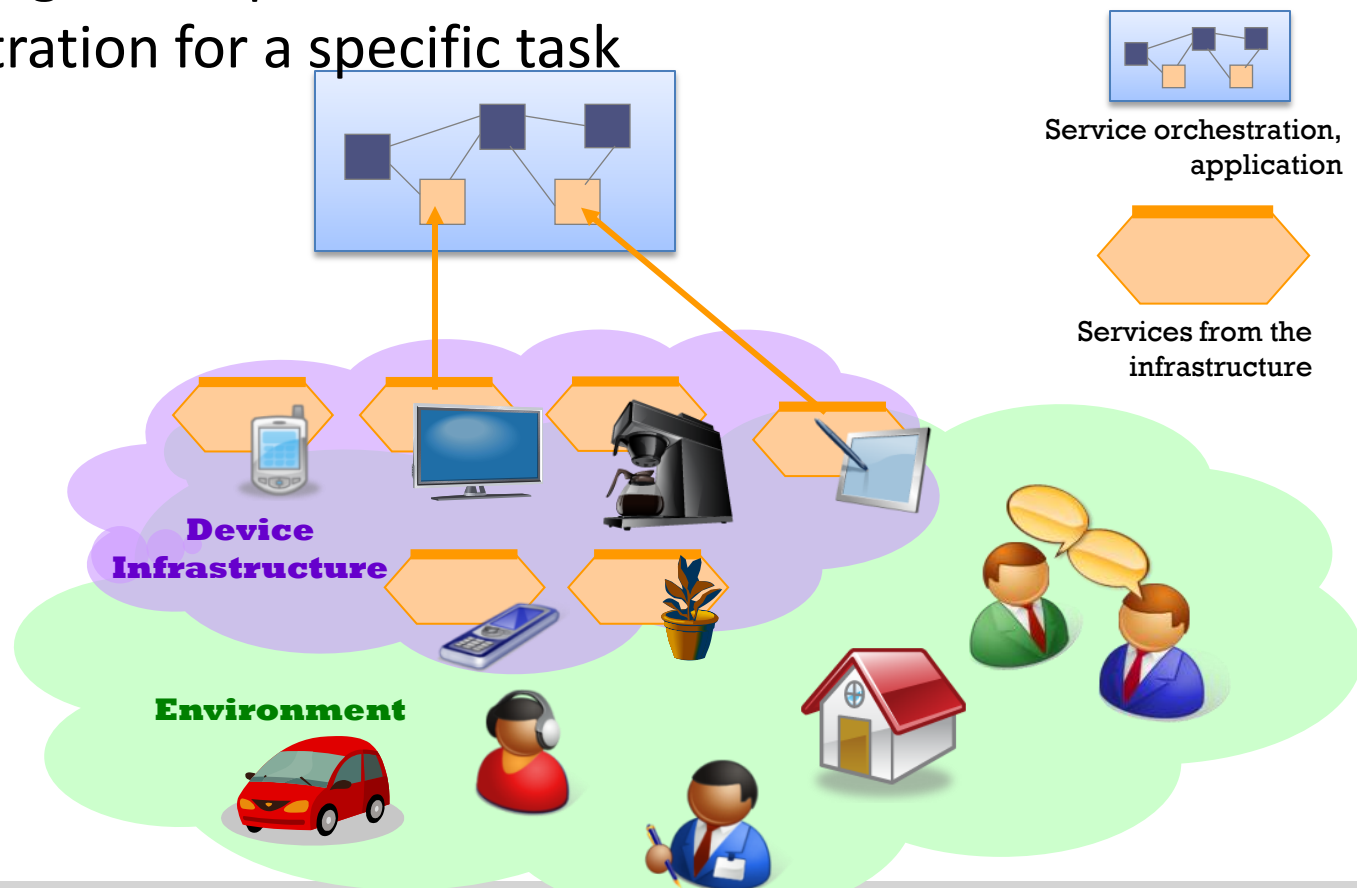 tration for a specific task
Service orchestration,
application
Services from the
infrastructure
Device
Infrastructure
Environment